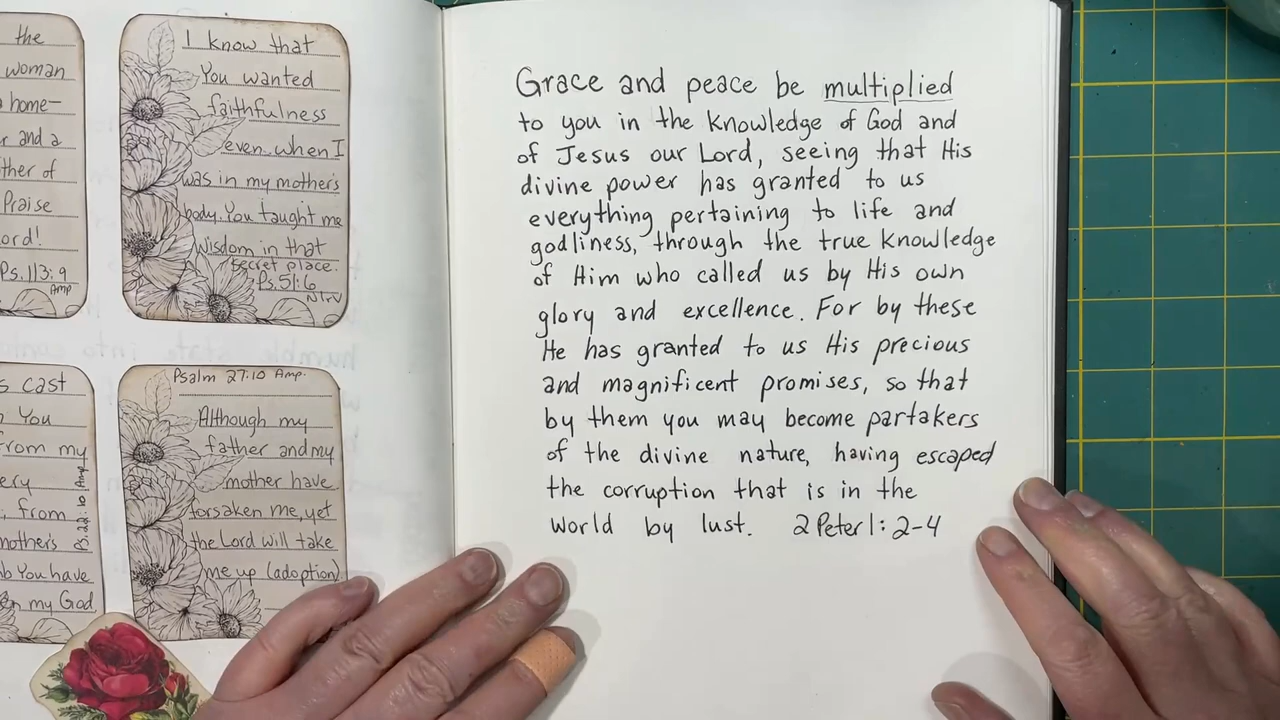 the
woman
home-
r and a
ther of
Praise
ord!
Ps. 113:9
Amp
I know that
You wanted
faithfulness
even when I
was in my mother's
body. You taught me
wisdom in that
secret place.
Ps. 51:6
NIrV
s cast
You
from my
ery
from
mother's
b You have
en my God
Ps. 22:10 Amp.
Psalm 27:10 Amp.
Although my
father and my
mother have
forsaken me, yet
the Lord will take
me up (adoption)
Grace and peace be multiplied
to you in the knowledge of God and
of Jesus our Lord, seeing that His
divine power has granted to us
everything pertaining to life and
godliness, through the true knowledge
of Him who called us by His own
glory and excellence. For by these
He has granted to us His precious
and magnificent promises, so that
by them you may become partakers
of the divine nature, having escaped
the corruption that is in the
world by lust. 2 Peter 1:2-4